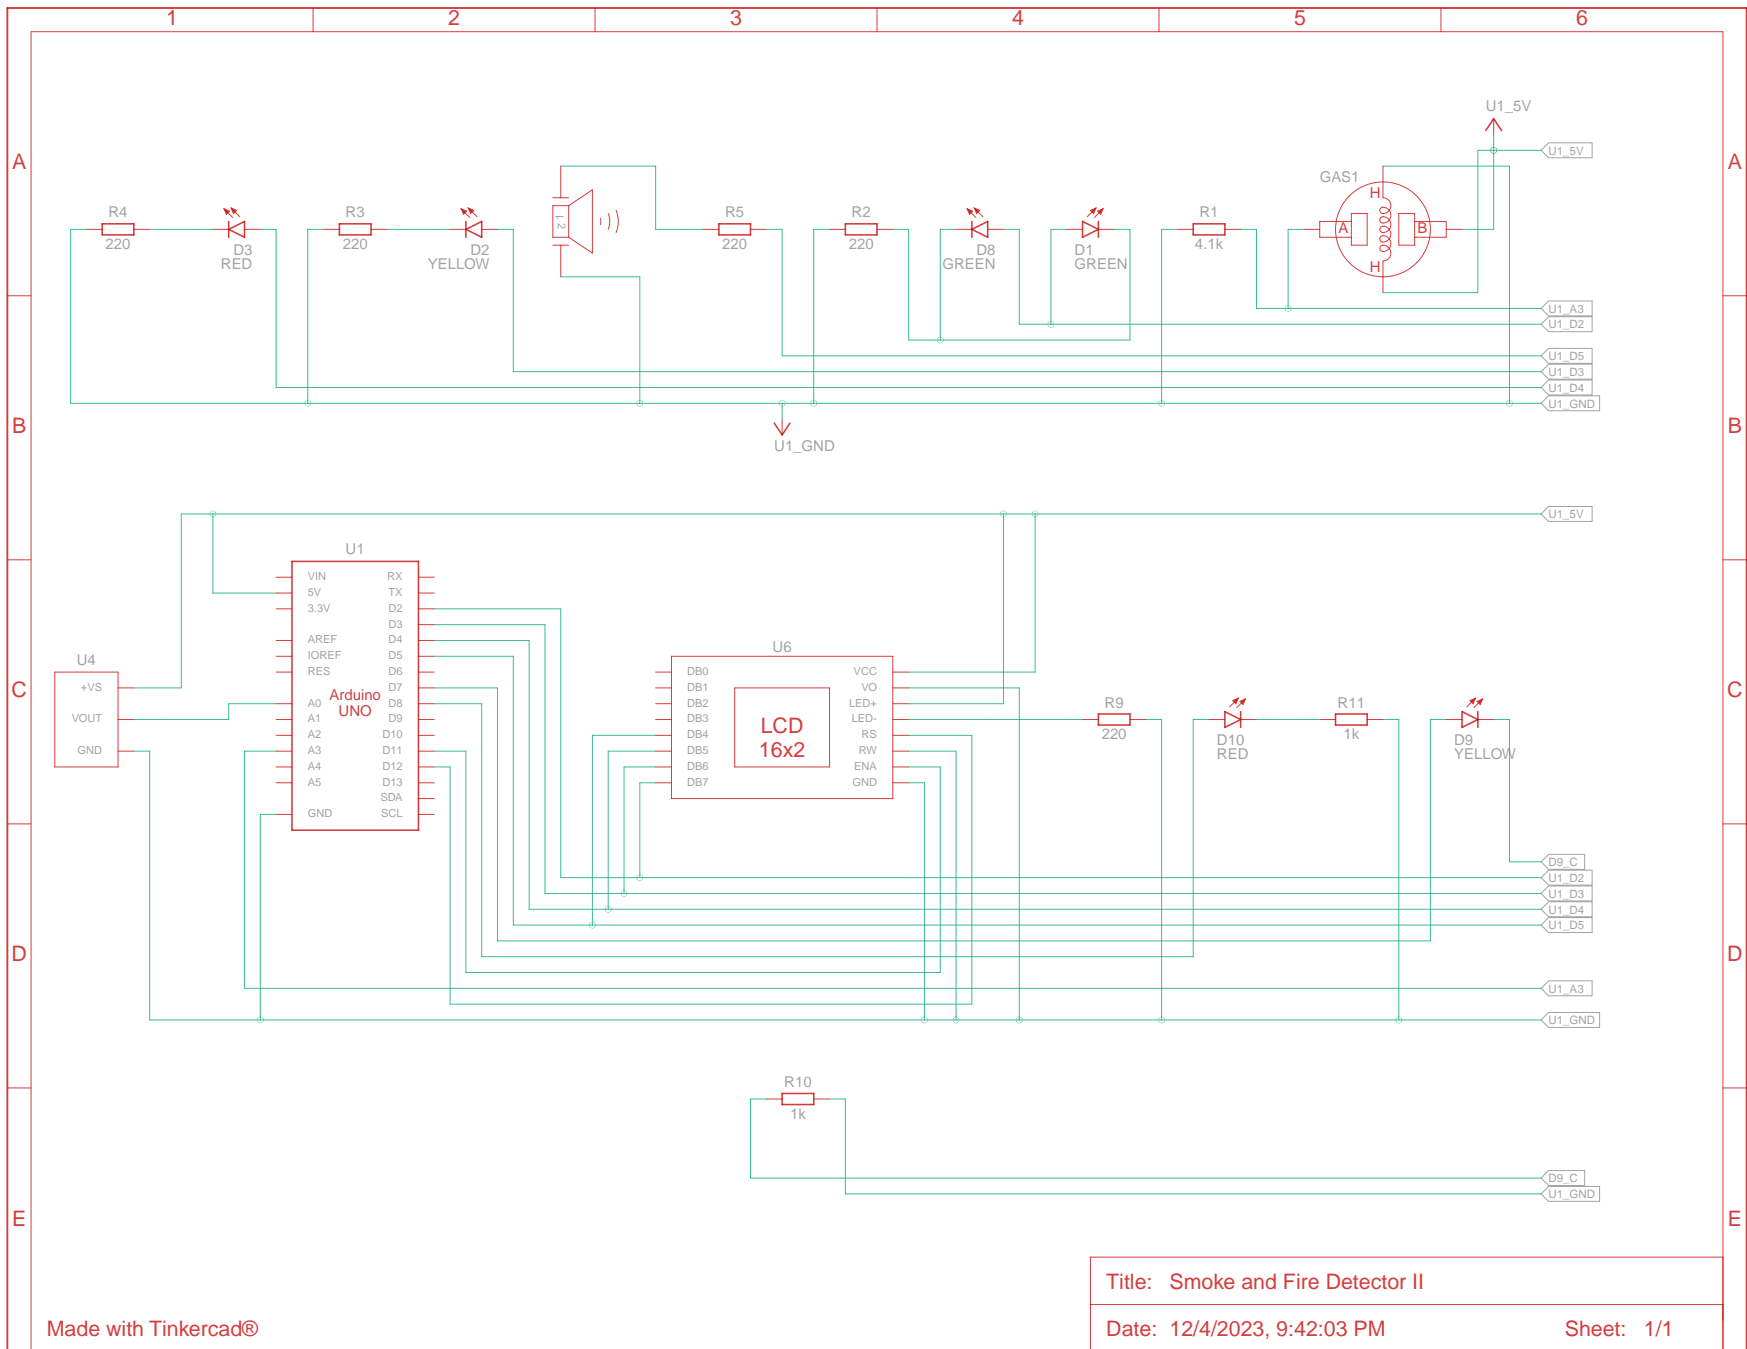 1 2 3 4 5 6
U1_5V
A A
U1_5V
GAS1
H
R4 R3 R5 R2 R1
1 2
A B
220 220 220 220 4.1k
D3 D2 D8 D1
RED YELLOW GREEN GREEN
H
U1_A3
U1_D2
U1_D5
U1_D3
U1_D4
U1_GND
B B
U1_GND
U1_5V
U1
VIN RX
5V TX
3.3V D2
D3
AREF D4
IOREF D5
RES D6
D7
A0 D8
A1 D9
A2 D10
A3 D11
A4 D12
A5 D13
SDA
GND SCL
Arduino
UNO
U4
+VS
VOUT
GND
C C
U6
DB0 VCC
DB1 VO
DB2 LED+
DB3 LED-
DB4 RS
DB5 RW
DB6 ENA
DB7 GND
LCD
16x2
R9 R11
220 1k
D10 D9
RED YELLOW
D9_C
U1_D2
U1_D3
U1_D4
U1_D5
D D
U1_A3
U1_GND
R10
1k
D9_C
U1_GND
E E
Title: Smoke and Fire Detector II
Made with Tinkercad®
Date: 12/4/2023, 9:42:03 PM Sheet: 1/1